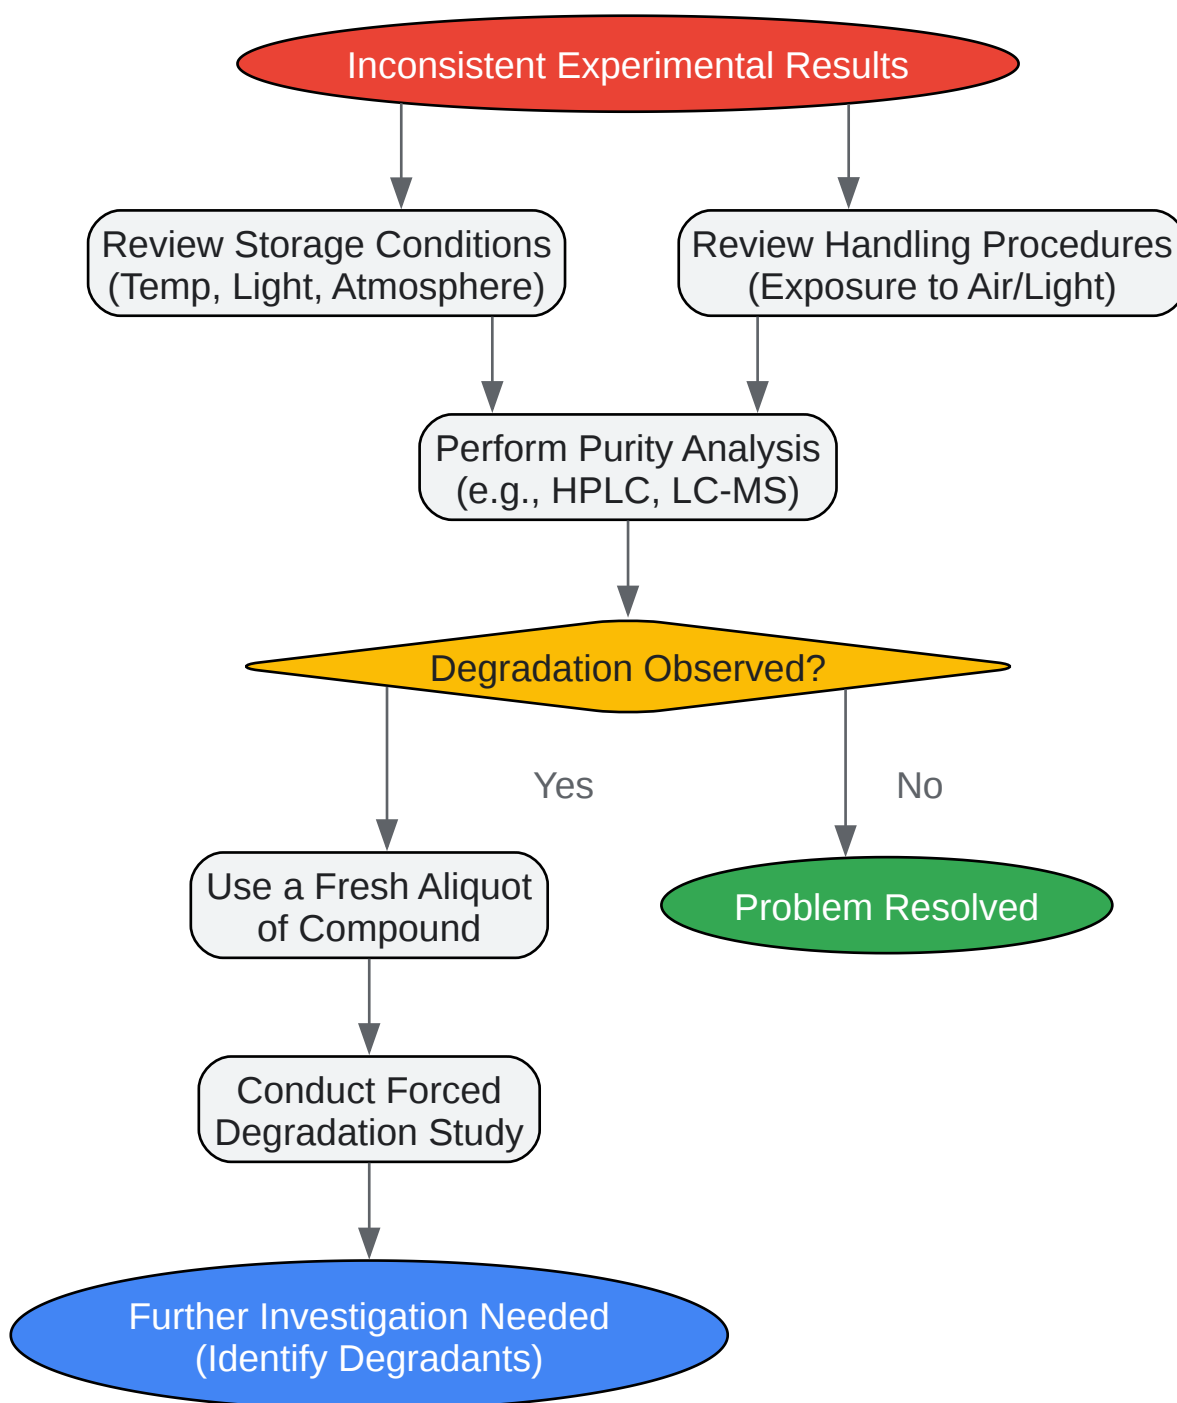 Inconsistent Experimental Results
Review Storage Conditions
(Temp, Light, Atmosphere)
Review Handling Procedures
(Exposure to Air/Light)
Perform Purity Analysis
(e.g., HPLC, LC-MS)
Degradation Observed?
Yes
No
Use a Fresh Aliquot
of Compound
Problem Resolved
Conduct Forced
Degradation Study
Further Investigation Needed
(Identify Degradants)